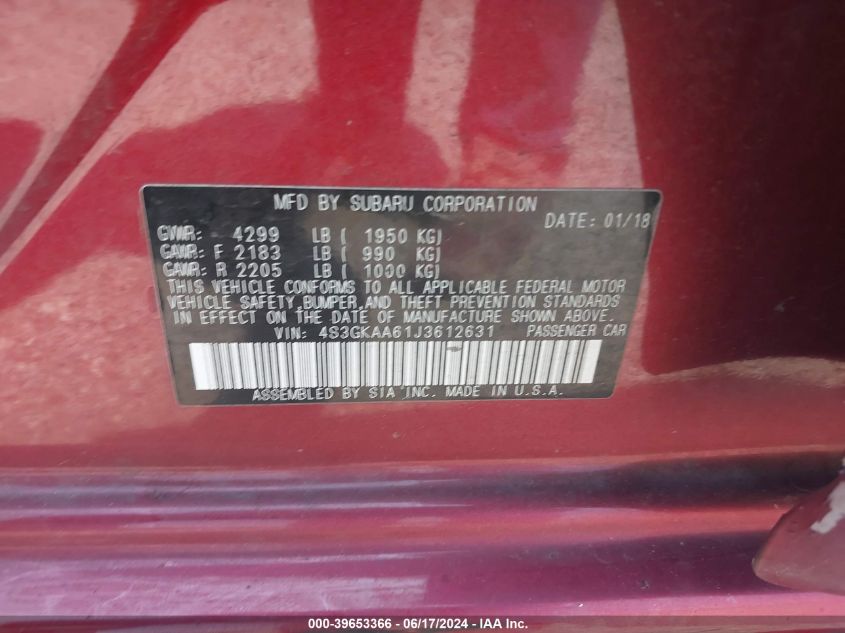 MFD BY SUBARU CORPORATION
DATE: 01/18
GVWR: 4299 LB ( 1950 KG)
GAWR: F 2183 LB ( 990 KG)
GAWR: R 2205 LB ( 1000 KG)
THIS VEHICLE CONFORMS TO ALL APPLICABLE FEDERAL MOTOR
VEHICLE SAFETY,BUMPER,AND THEFT PREVENTION STANDARDS
IN EFFECT ON THE DATE OF MANUFACTURE SHOWN ABOVE.
VIN: 4S3GKAA61J3612631 PASSENGER CAR
ASSEMBLED BY SIA INC. MADE IN U.S.A.
000-39653366 - 06/17/2024 - IAA Inc.